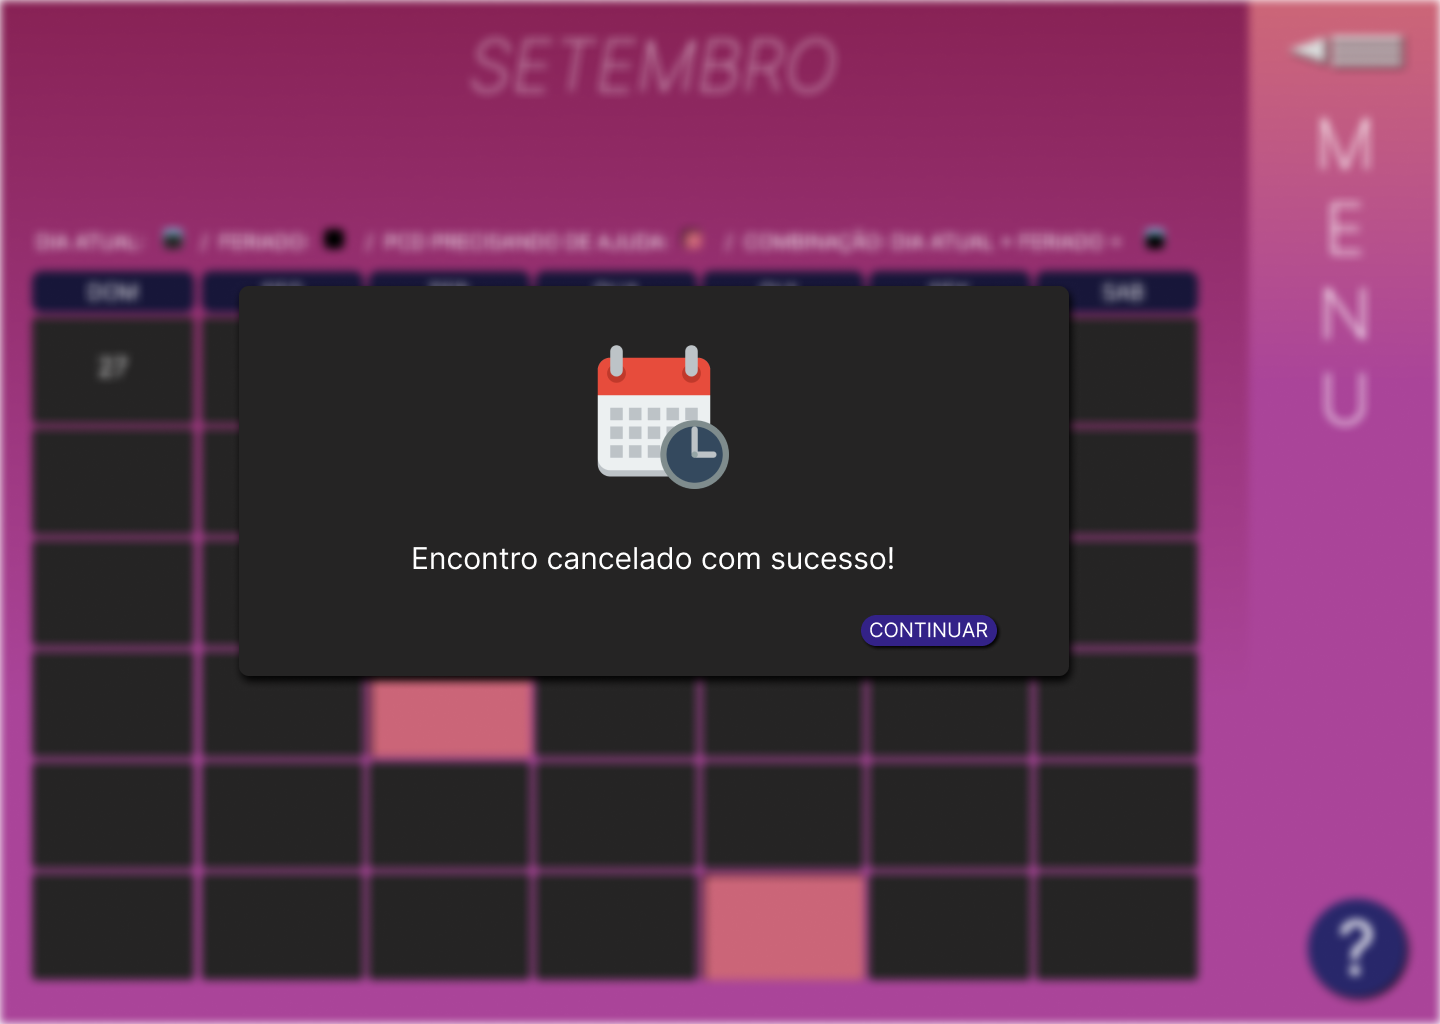 SETEMBRO
DIA ATUAL: / FERIADO: / PCD PRECISANDO DE AJUDA: / COMBINAÇÃO: DIA ATUAL + FERIADO =
DOM SAB
27
Encontro cancelado com sucesso!
CONTINUAR
M
E
N
U
?